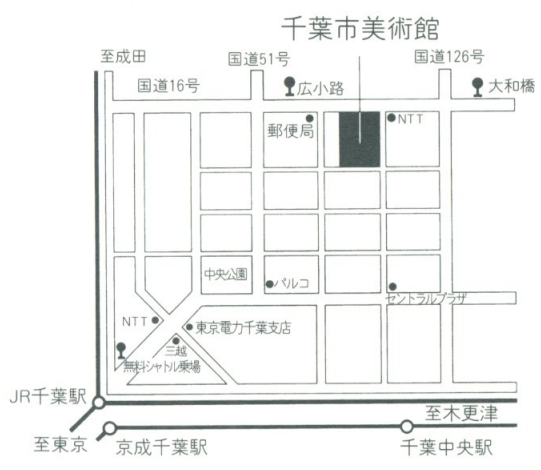 千葉市美術館
至成田
国道51号
国道126号
国道16号
広小路
大和橋
郵便局
NTT
中央公園
パルコ
セントラルプラザ
NTT
東京電力千葉支店
三越
無料シャトル乗場
JR千葉駅
至木更津
至東京
京成千葉駅
千葉中央駅